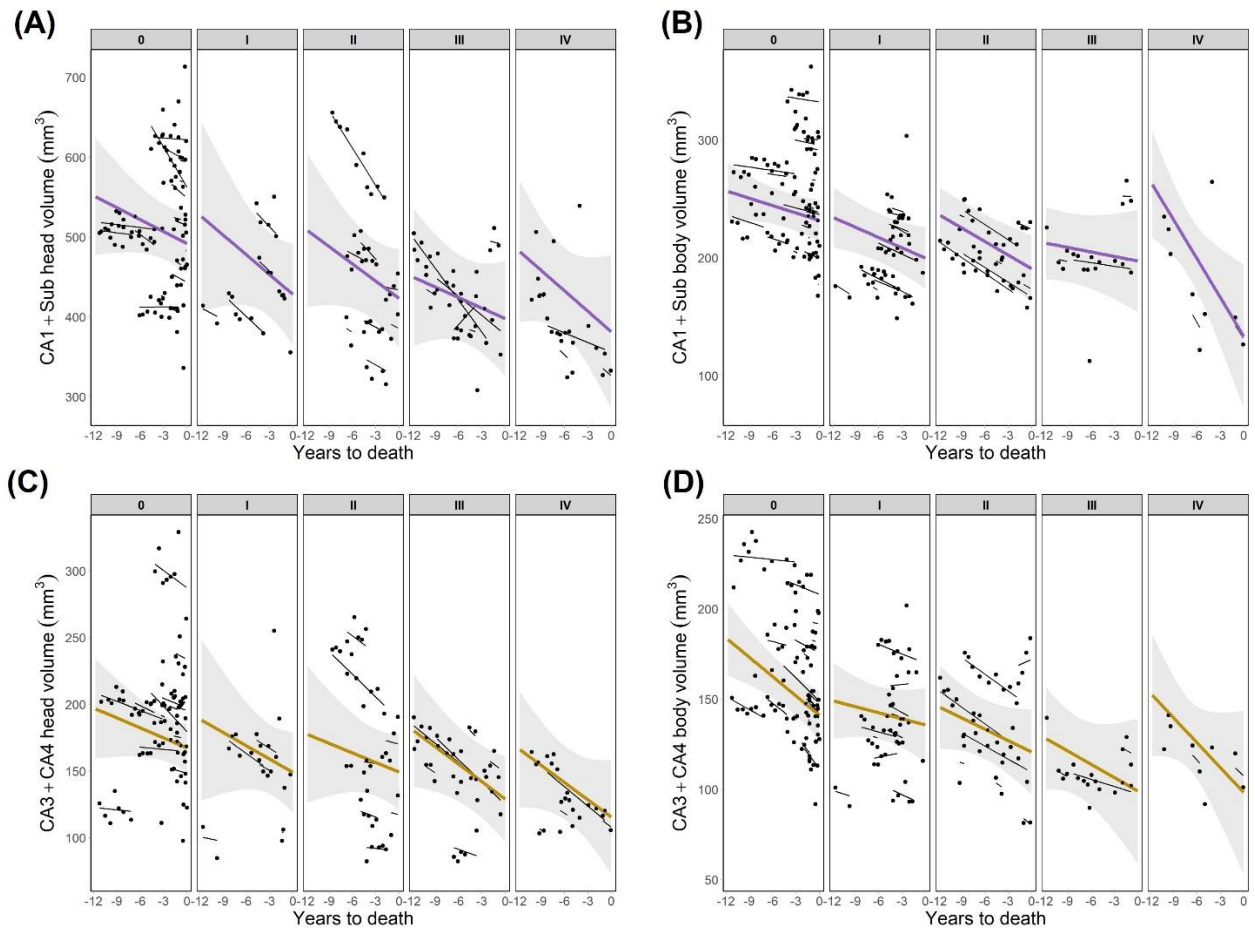 (A)
0 I II III IV
CA1 + Sub head volume (mm³)
700
600
500
400
300
-12 -9 -6 -3 0-12 -9 -6 -3 0-12 -9 -6 -3 0-12 -9 -6 -3 0-12 -9 -6 -3 0
Years to death
(B)
0 I II III IV
CA1 + Sub body volume (mm³)
300
200
100
-12 -9 -6 -3 0-12 -9 -6 -3 0-12 -9 -6 -3 0-12 -9 -6 -3 0-12 -9 -6 -3 0
Years to death
(C)
0 I II III IV
CA3 + CA4 head volume (mm³)
300
250
200
150
100
-12 -9 -6 -3 0-12 -9 -6 -3 0-12 -9 -6 -3 0-12 -9 -6 -3 0-12 -9 -6 -3 0
Years to death
(D)
0 I II III IV
CA3 + CA4 body volume (mm³)
250
200
150
100
50
-12 -9 -6 -3 0-12 -9 -6 -3 0-12 -9 -6 -3 0-12 -9 -6 -3 0-12 -9 -6 -3 0
Years to death